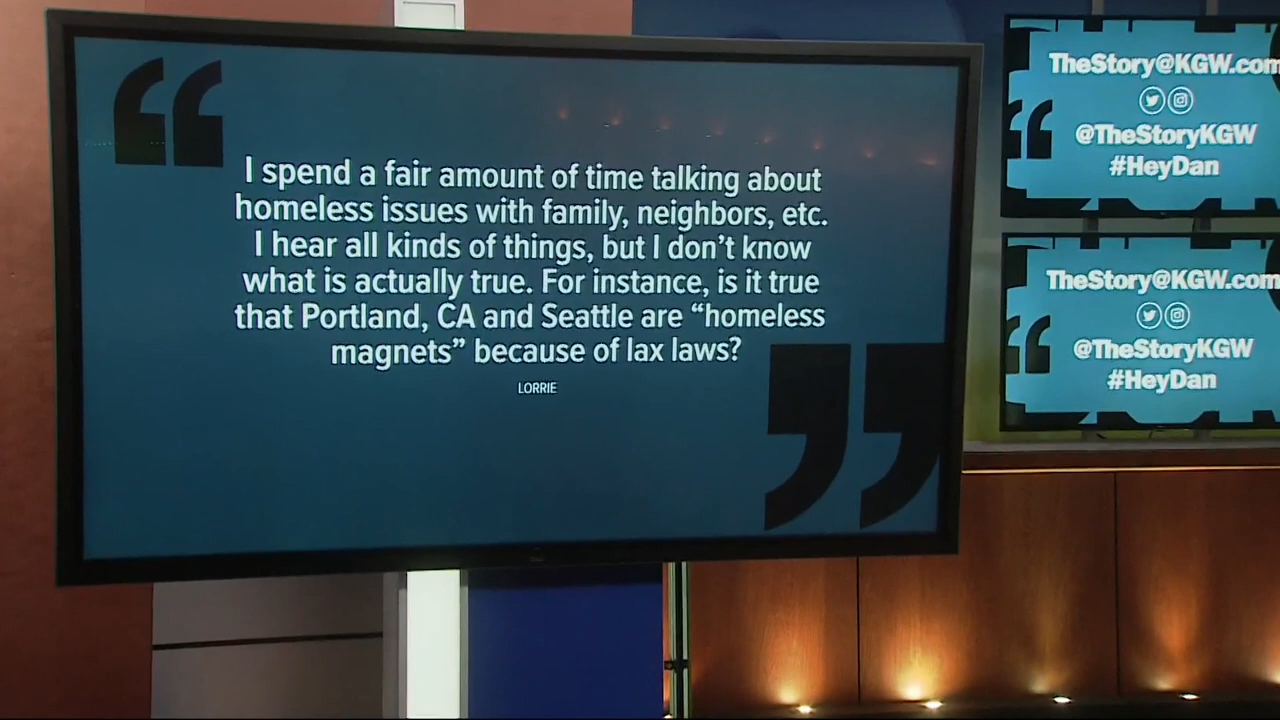 I spend a fair amount of time talking about
homeless issues with family, neighbors, etc.
I hear all kinds of things, but I don't know
what is actually true. For instance, is it true
that Portland, CA and Seattle are “homeless
magnets” because of lax laws?
LORRIE
TheStory@KGW.com
@TheStoryKGW
#HeyDan
TheStory@KGW.com
@TheStoryKGW
#HeyDan